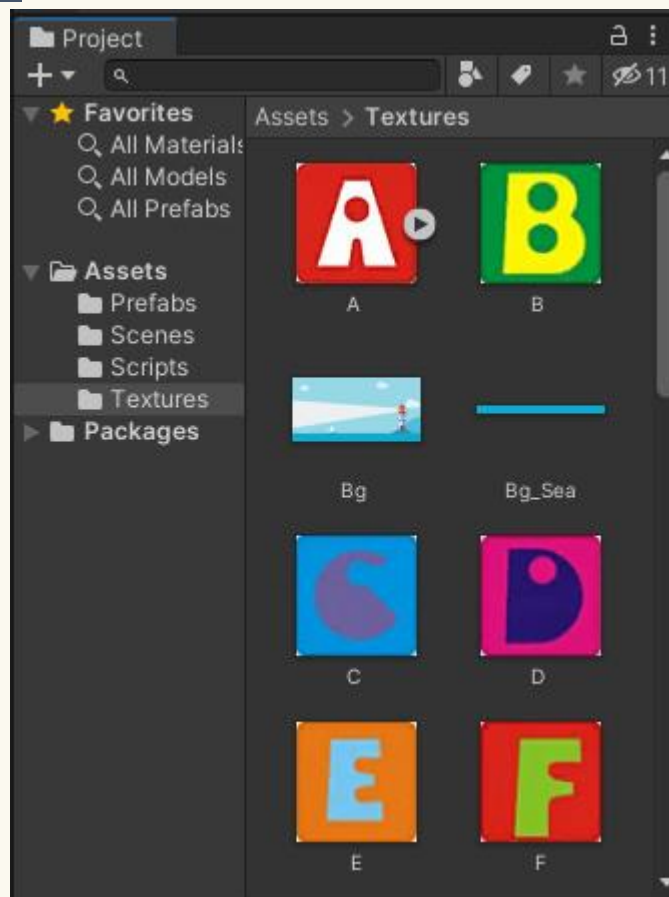 Project
11
Favorites
All Materials
All Models
All Prefabs
Assets
Prefabs
Scenes
Scripts
Textures
Packages
Assets > Textures
A
B
A
B
Bg
Bg_Sea
C
D
C
D
E
F
E
F